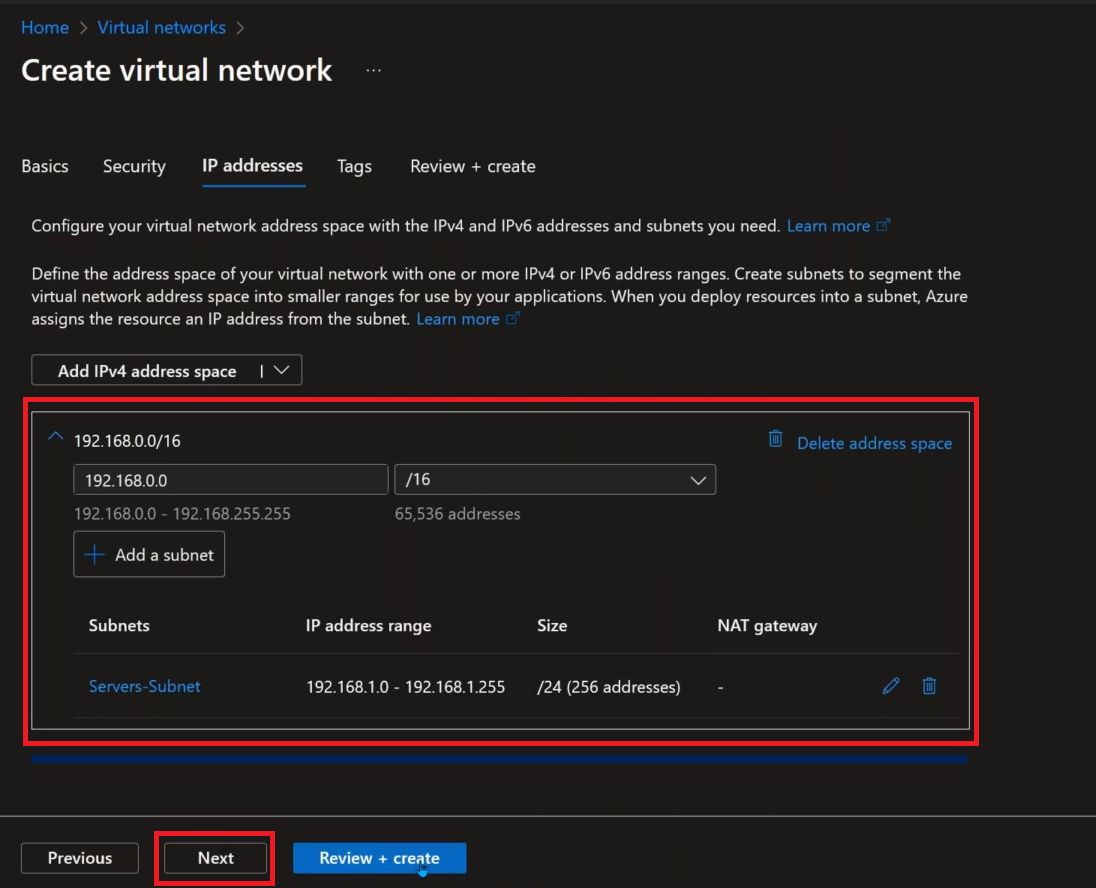 Home > Virtual networks >
Create virtual network ...
Basics Security IP addresses Tags Review + create
Configure your virtual network address space with the IPv4 and IPv6 addresses and subnets you need. Learn more
Define the address space of your virtual network with one or more IPv4 or IPv6 address ranges. Create subnets to segment the
virtual network address space into smaller ranges for use by your applications. When you deploy resources into a subnet, Azure
assigns the resource an IP address from the subnet. Learn more
Add IPv4 address space |
192.168.0.0/16 Delete address space
192.168.0.0 /16
192.168.0.0 - 192.168.255.255 65,536 addresses
+ Add a subnet
Subnets IP address range Size NAT gateway
Servers-Subnet 192.168.1.0 - 192.168.1.255 /24 (256 addresses) -
Previous Next Review + create